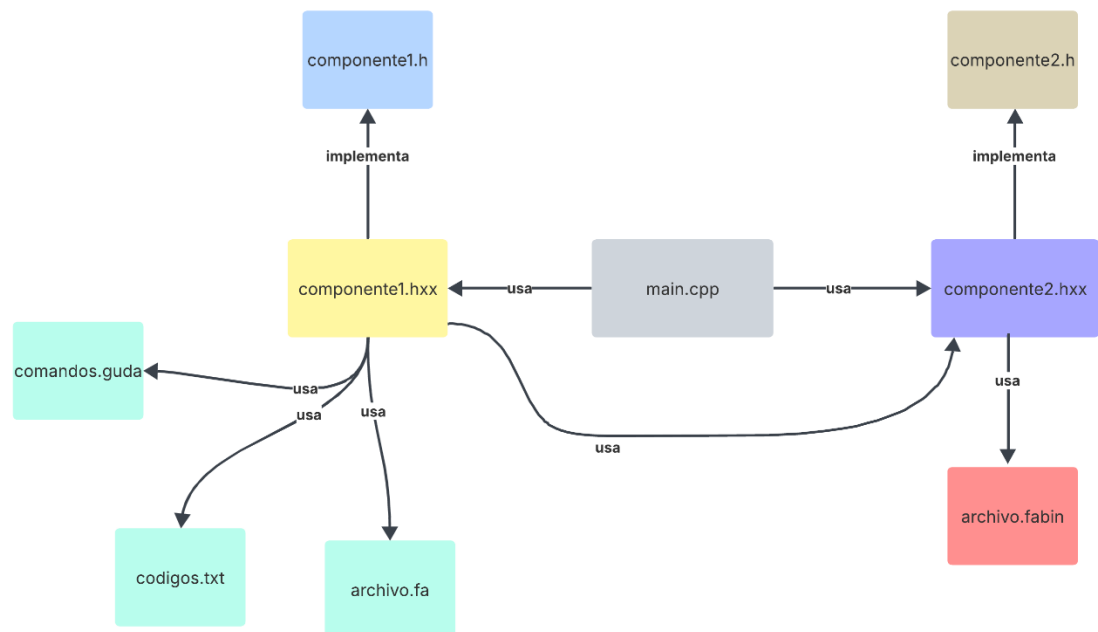 componente1.h
componente2.h
implementa
implementa
componente1.hxx
usa
main.cpp
usa
componente2.hxx
comandos.guda
usa
usa
usa
usa
usa
codigos.txt
archivo.fa
archivo.fabin